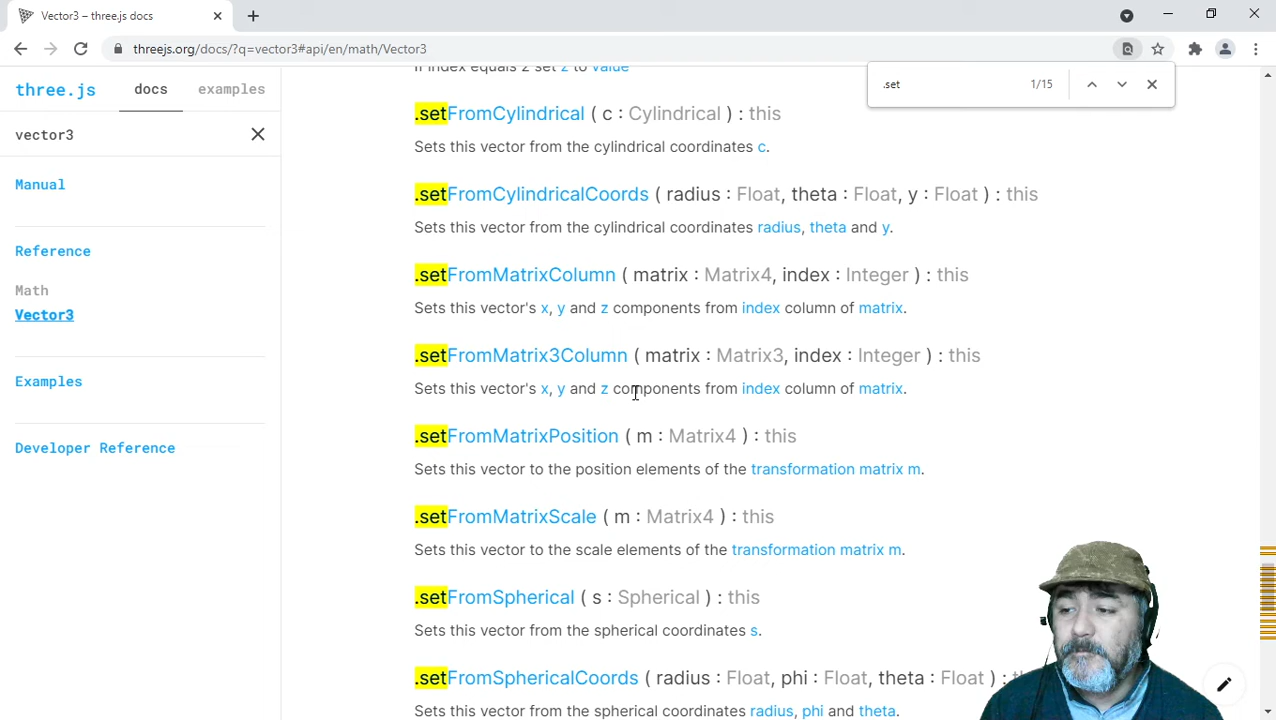 Vector3 – three.js docs
threejs.org/docs/?q=vector3#api/en/math/Vector3
.set 1/15
three.js docs examples
vector3
Manual
Reference
Math
Vector3
Examples
Developer Reference
If index equals 2 set z to value
.setFromCylindrical ( c : Cylindrical ) : this
Sets this vector from the cylindrical coordinates c.
.setFromCylindricalCoords ( radius : Float, theta : Float, y : Float ) : this
Sets this vector from the cylindrical coordinates radius, theta and y.
.setFromMatrixColumn ( matrix : Matrix4, index : Integer ) : this
Sets this vector's x, y and z components from index column of matrix.
.setFromMatrix3Column ( matrix : Matrix3, index : Integer ) : this
Sets this vector's x, y and z components from index column of matrix.
.setFromMatrixPosition ( m : Matrix4 ) : this
Sets this vector to the position elements of the transformation matrix m.
.setFromMatrixScale ( m : Matrix4 ) : this
Sets this vector to the scale elements of the transformation matrix m.
.setFromSpherical ( s : Spherical ) : this
Sets this vector from the spherical coordinates s.
.setFromSphericalCoords ( radius : Float, phi : Float, theta : Float ) :
Sets this vector from the spherical coordinates radius, phi and theta.